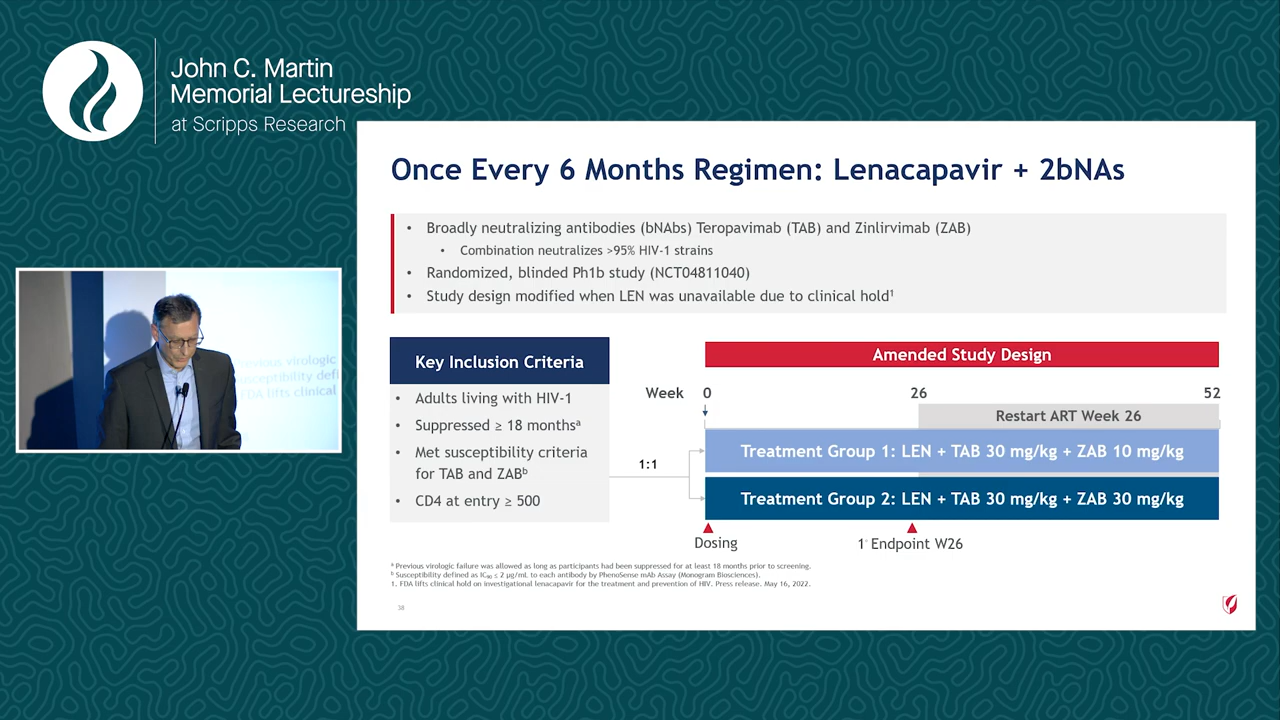 John C. Martin
Memorial Lectureship
at Scripps Research
Once Every 6 Months Regimen: Lenacapavir + 2bNAs
• Broadly neutralizing antibodies (bNAbs) Teropavimab (TAB) and Zinlirvimab (ZAB)
• Combination neutralizes >95% HIV-1 strains
• Randomized, blinded Ph1b study (NCT04811040)
• Study design modified when LEN was unavailable due to clinical hold¹
Key Inclusion Criteria
• Adults living with HIV-1
• Suppressed ≥ 18 monthsᵃ
• Met susceptibility criteria
for TAB and ZABᵇ
• CD4 at entry ≥ 500
1:1
Amended Study Design
Week 0 26 52
Restart ART Week 26
Treatment Group 1: LEN + TAB 30 mg/kg + ZAB 10 mg/kg
Treatment Group 2: LEN + TAB 30 mg/kg + ZAB 30 mg/kg
Dosing
1° Endpoint W26
ᵃ Previous virologic failure was allowed as long as participants had been suppressed for at least 18 months prior to screening.
ᵇ Susceptibility defined as IC₉₀ ≤ 2 μg/mL to each antibody by PhenoSense mAb Assay (Monogram Biosciences).
1. FDA lifts clinical hold on investigational lenacapavir for the treatment and prevention of HIV. Press release. May 16, 2022.
38
evious virologic
sceptibility defi
FDA lifts clinical